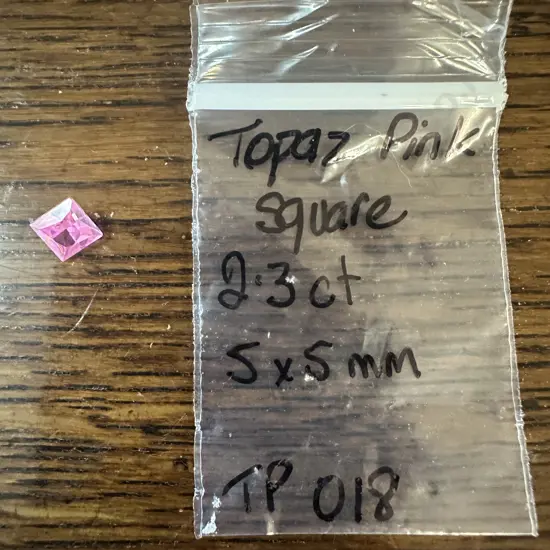 Topaz Pink
square
2.3 ct
5 x 5 mm
TP 018